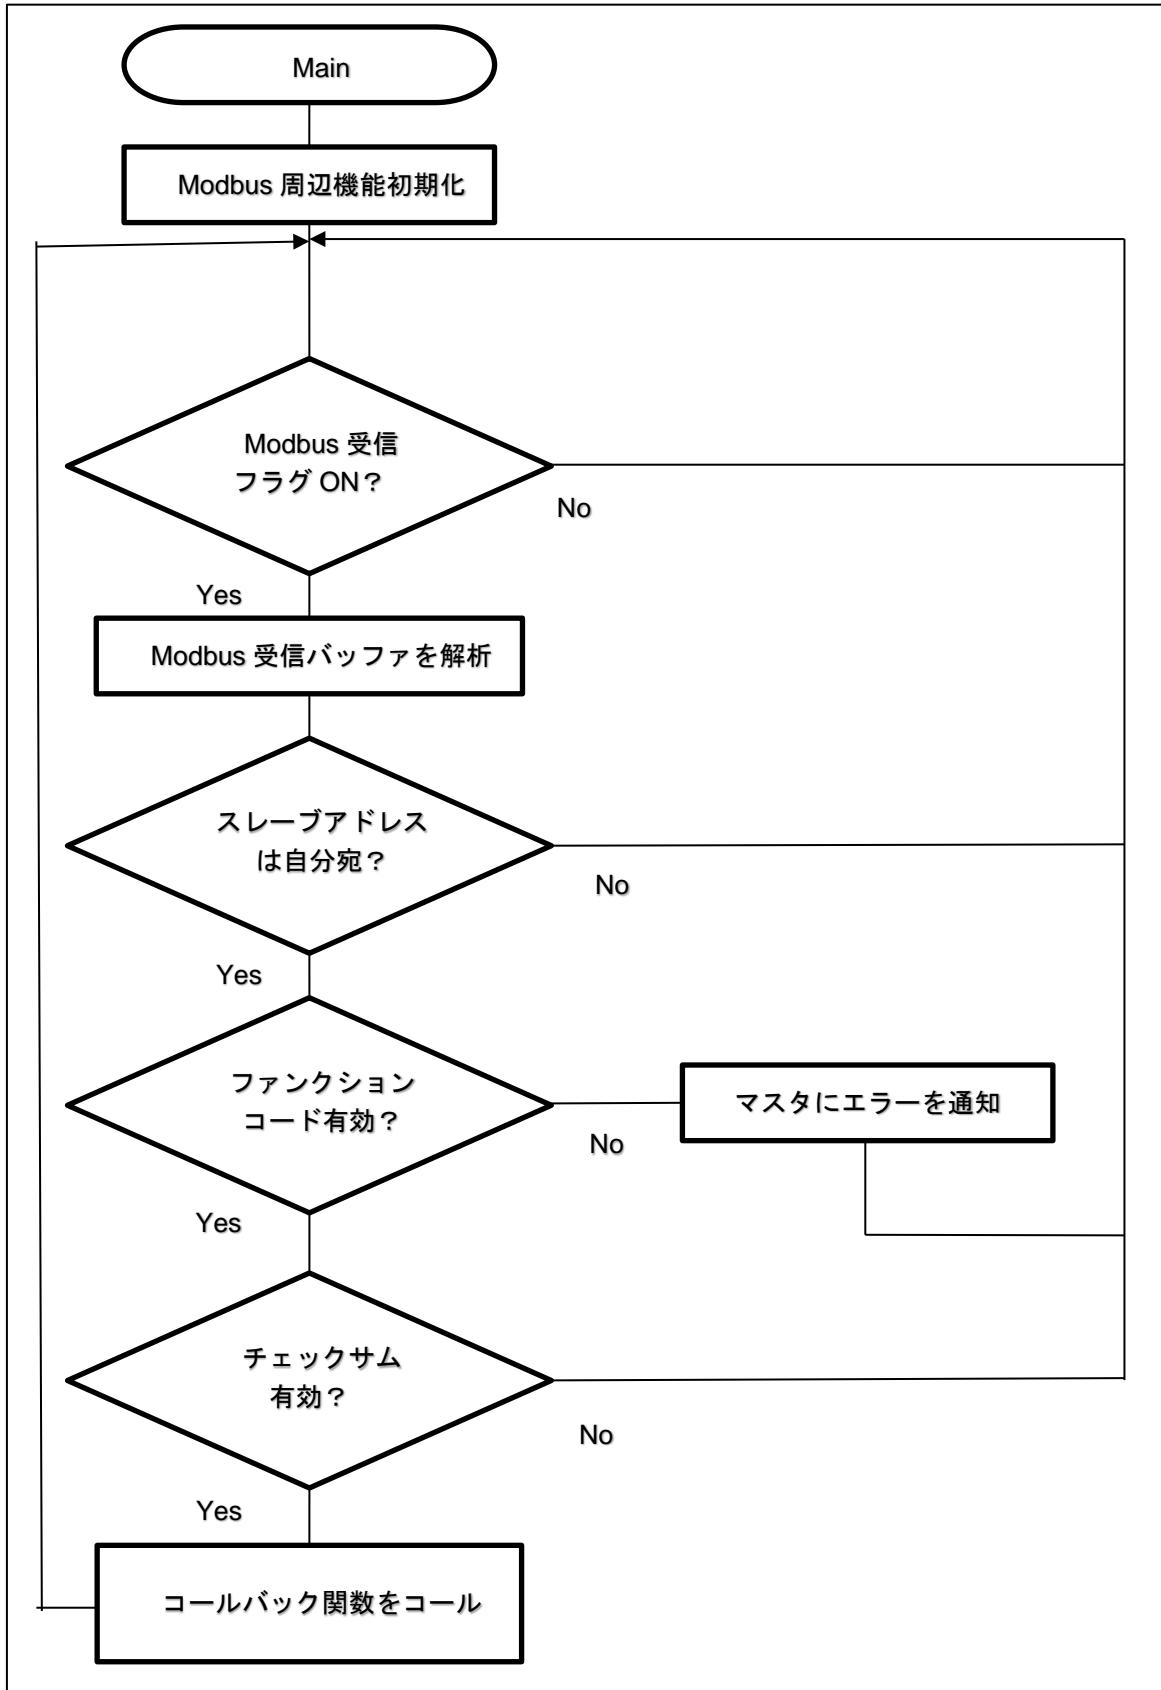 Main
Modbus 周辺機能初期化
Modbus 受信
フラグ ON？
No
Yes
Modbus 受信バッファを解析
スレーブアドレス
は自分宛？
No
Yes
ファンクション
コード有効？
No
マスタにエラーを通知
Yes
チェックサム
有効？
No
Yes
コールバック関数をコール